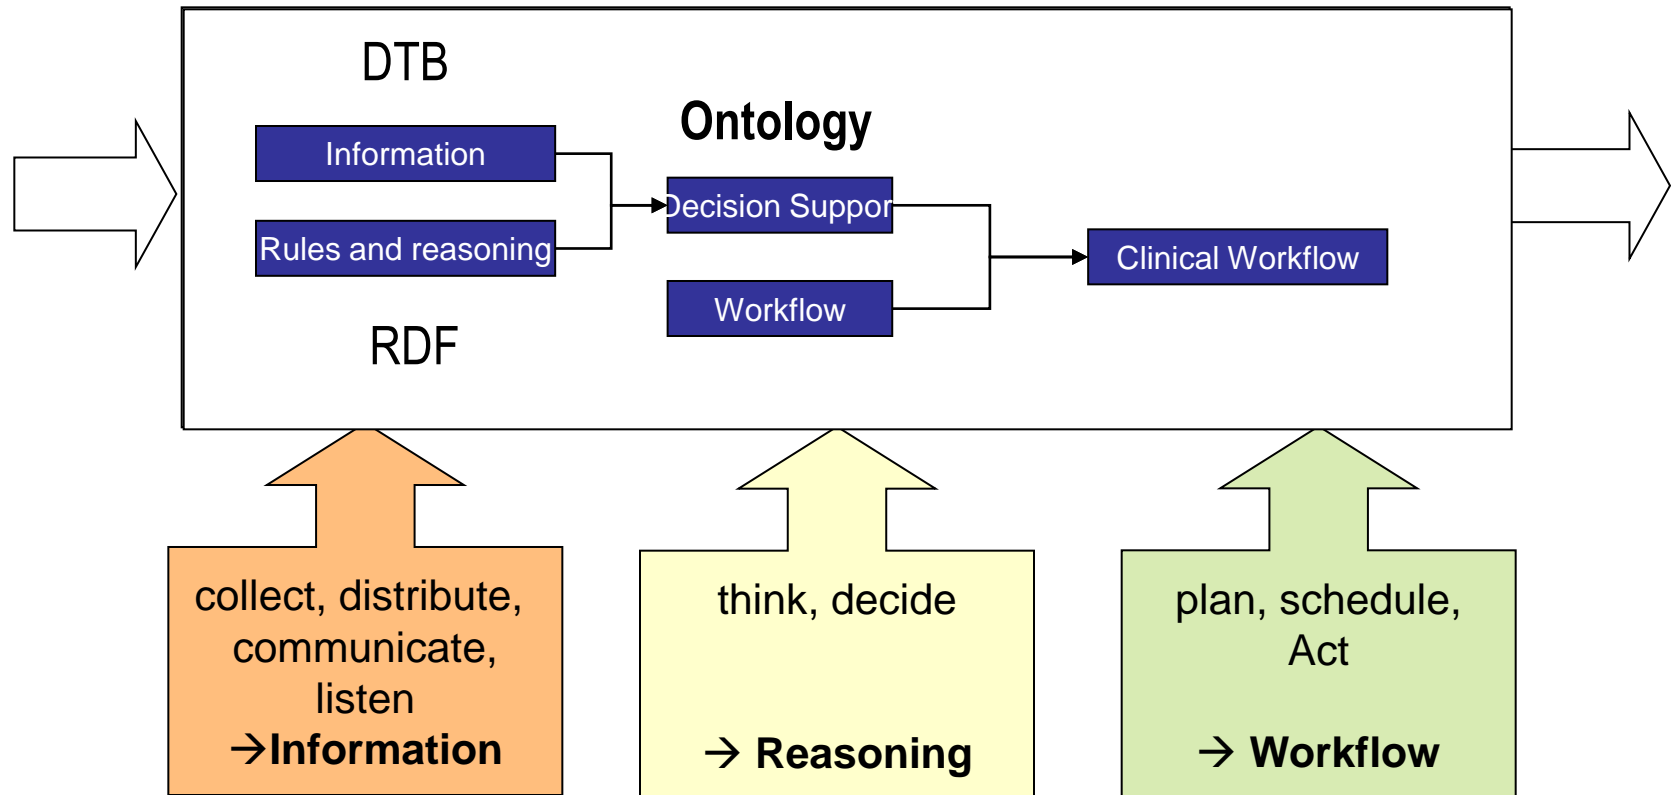 DTB
Information
Ontology
Decision Suppor
Rules and reasoning
Clinical Workflow
Workflow
RDF
collect, distribute,
communicate,
listen
→Information
think, decide
→ Reasoning
plan, schedule,
Act
→ Workflow